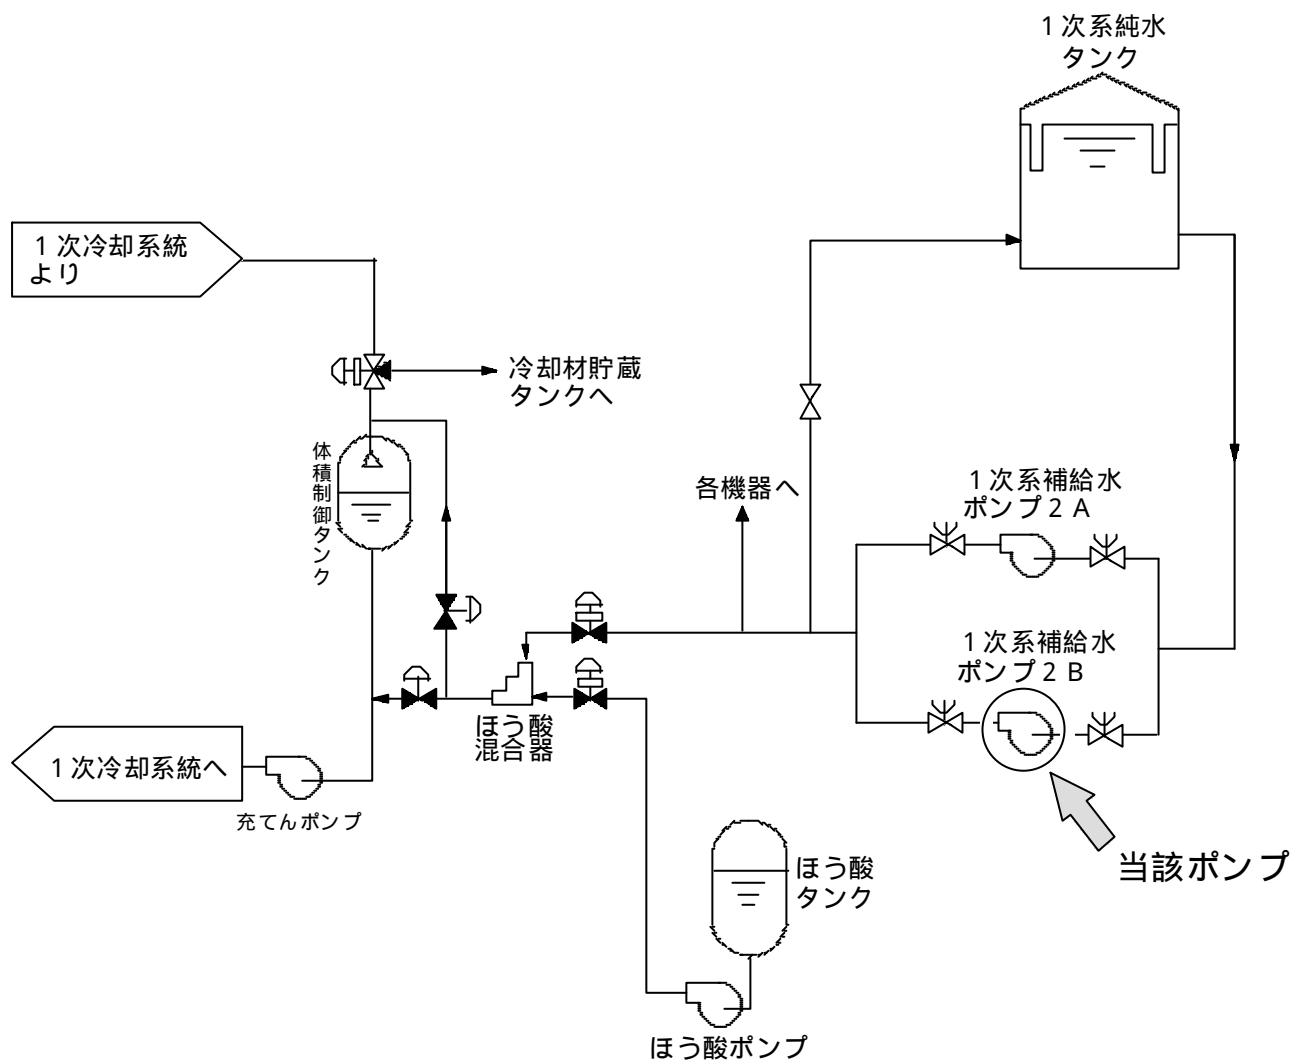 １次系純水
タンク
１次冷却系統
より
冷却材貯蔵
タンクへ
体積制御タンク
各機器へ
１次系補給水
ポンプ２Ａ
１次系補給水
ポンプ２Ｂ
ほう酸
混合器
１次冷却系統へ
充てんポンプ
当該ポンプ
ほう酸
タンク
ほう酸ポンプ